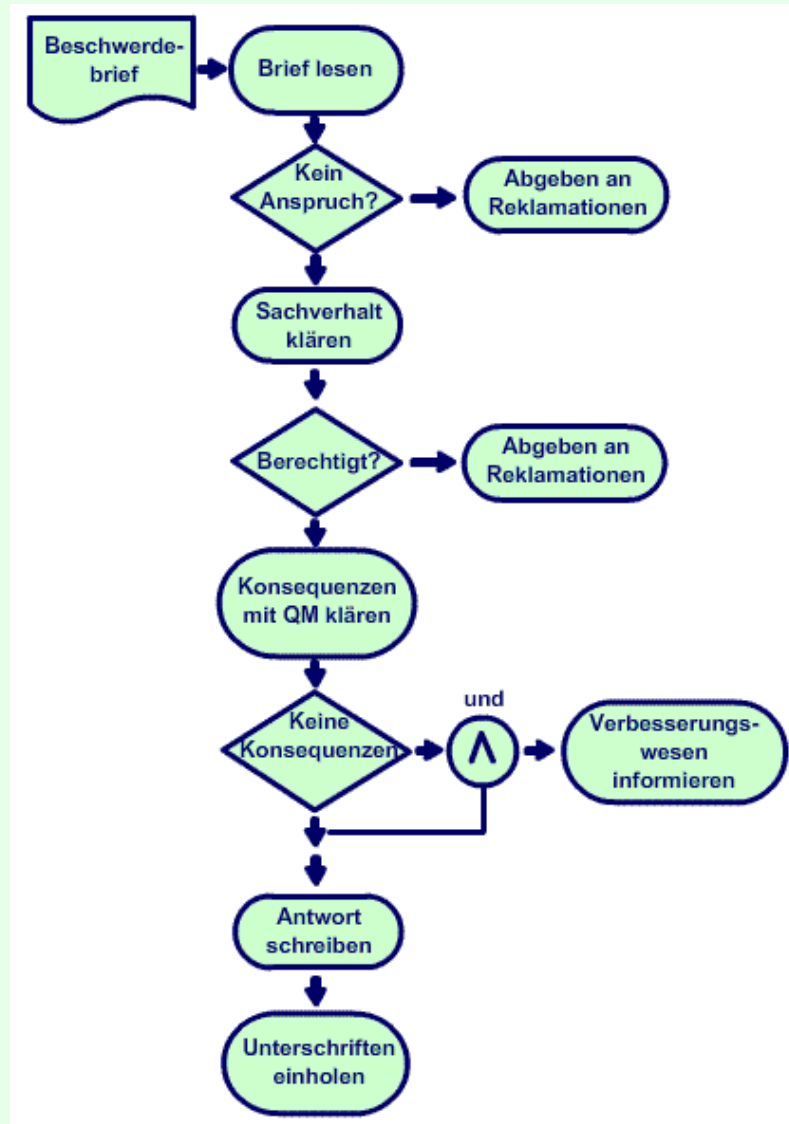 Beschwerde-
brief
Brief lesen
Kein
Anspruch?
Abgeben an
Reklamationen
Sachverhalt
klären
Berechtigt?
Abgeben an
Reklamationen
Konsequenzen
mit QM klären
Keine
Konsequenzen
und
Λ
Verbesserungs-
wesen
informieren
Antwort
schreiben
Unterschriften
einholen